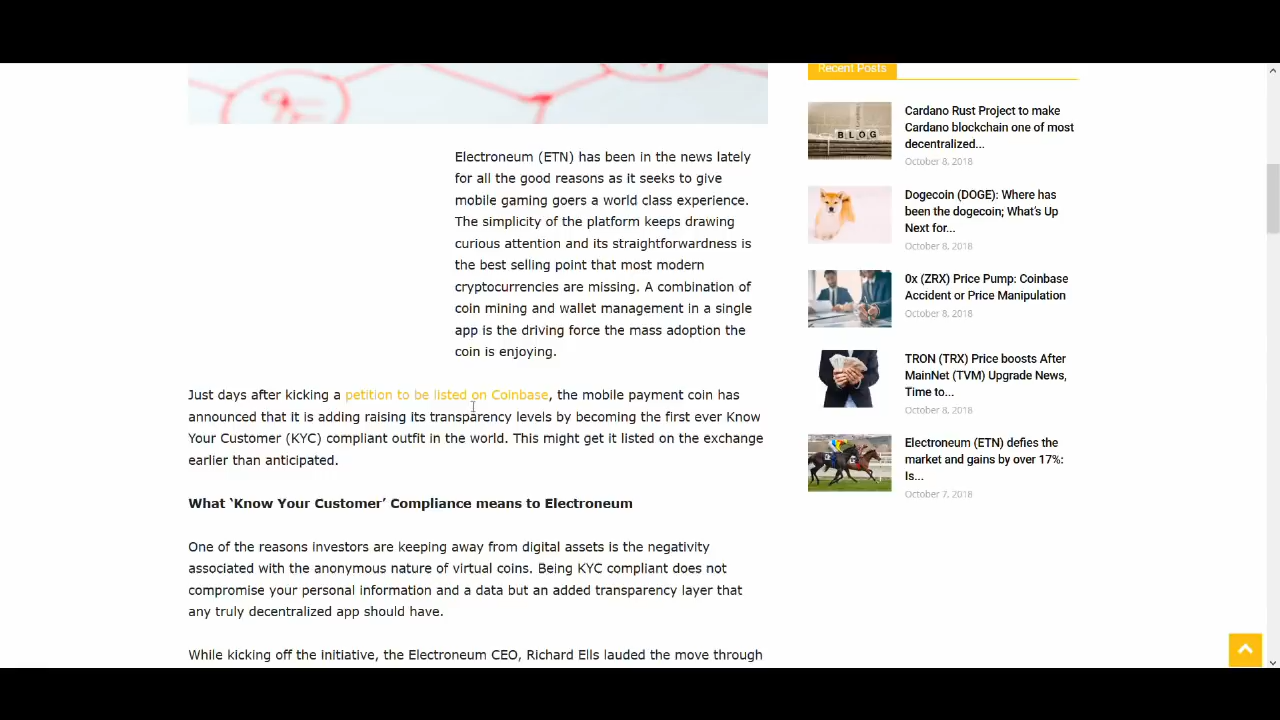 Recent Posts
Electroneum (ETN) has been in the news lately
for all the good reasons as it seeks to give
mobile gaming goers a world class experience.
The simplicity of the platform keeps drawing
curious attention and its straightforwardness is
the best selling point that most modern
cryptocurrencies are missing. A combination of
coin mining and wallet management in a single
app is the driving force the mass adoption the
coin is enjoying.
Just days after kicking a petition to be listed on Coinbase, the mobile payment coin has
announced that it is adding raising its transparency levels by becoming the first ever Know
Your Customer (KYC) compliant outfit in the world. This might get it listed on the exchange
earlier than anticipated.
What ‘Know Your Customer’ Compliance means to Electroneum
One of the reasons investors are keeping away from digital assets is the negativity
associated with the anonymous nature of virtual coins. Being KYC compliant does not
compromise your personal information and a data but an added transparency layer that
any truly decentralized app should have.
While kicking off the initiative, the Electroneum CEO, Richard Ells lauded the move through
BLOG
Cardano Rust Project to make
Cardano blockchain one of most
decentralized...
October 8, 2018
Dogecoin (DOGE): Where has
been the dogecoin; What’s Up
Next for...
October 8, 2018
0x (ZRX) Price Pump: Coinbase
Accident or Price Manipulation
October 8, 2018
TRON (TRX) Price boosts After
MainNet (TVM) Upgrade News,
Time to...
October 8, 2018
Electroneum (ETN) defies the
market and gains by over 17%:
Is...
October 7, 2018